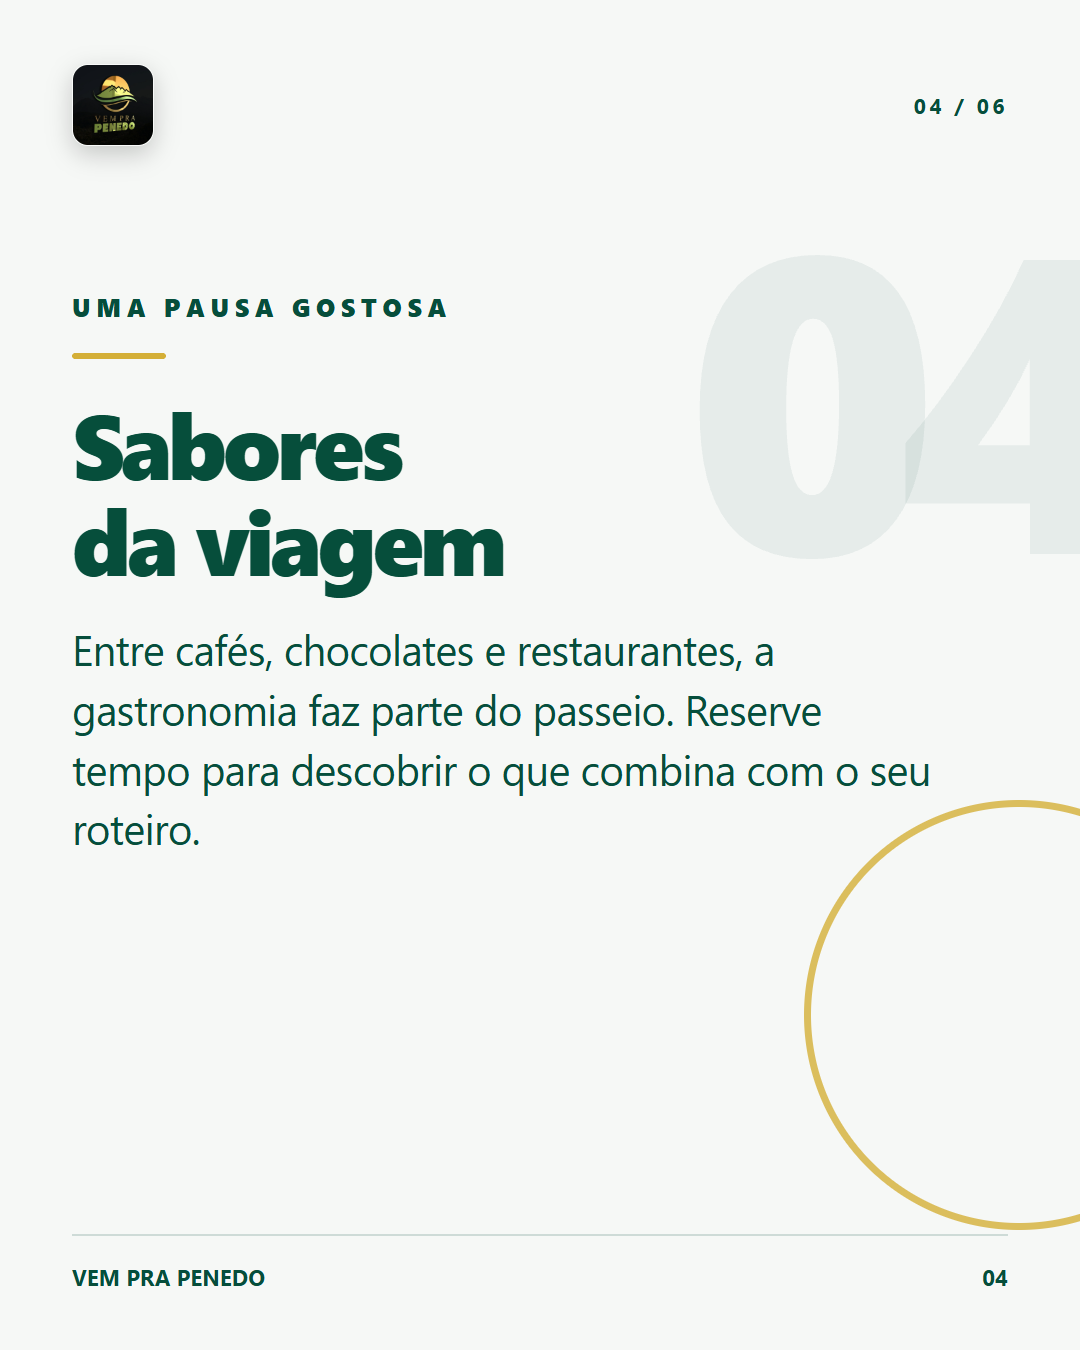 VEM PRA
PENEDO
04 / 06
04
UMA PAUSA GOSTOSA
Sabores
da viagem
Entre cafés, chocolates e restaurantes, a
gastronomia faz parte do passeio. Reserve
tempo para descobrir o que combina com o seu
roteiro.
VEM PRA PENEDO
04